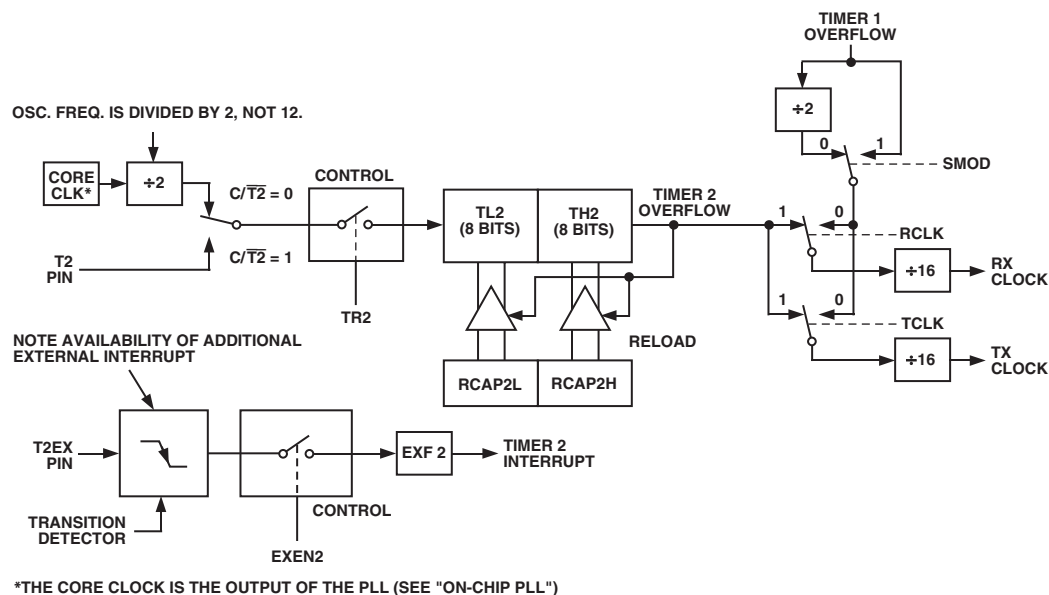 TIMER 1
OVERFLOW
OSC. FREQ. IS DIVIDED BY 2, NOT 12.
÷2
0
1
SMOD
CORE
CLK*
÷2
C/T̅2̅ = 0
CONTROL
TL2
(8 BITS)
TH2
(8 BITS)
TIMER 2
OVERFLOW
1
0
RCLK
T2
PIN
C/T̅2̅ = 1
÷16
RX
CLOCK
TR2
1
0
TCLK
RELOAD
÷16
TX
CLOCK
RCAP2L
RCAP2H
NOTE AVAILABILITY OF ADDITIONAL
EXTERNAL INTERRUPT
T2EX
PIN
EXF 2
TIMER 2
INTERRUPT
CONTROL
TRANSITION
DETECTOR
EXEN2
*THE CORE CLOCK IS THE OUTPUT OF THE PLL (SEE "ON-CHIP PLL")